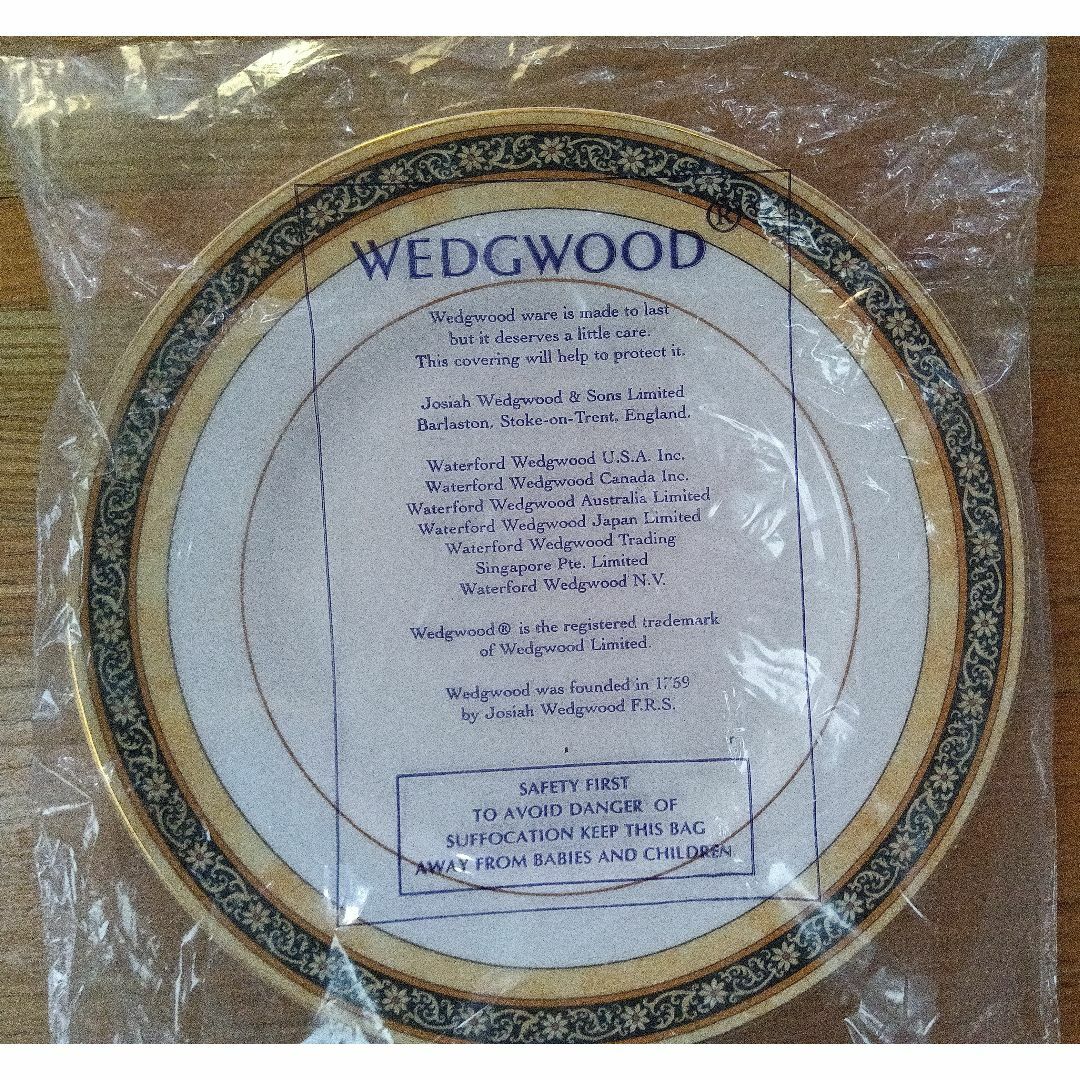 WEDGWOOD®
Wedgwood ware is made to last
but it deserves a little care.
This covering will help to protect it.
Josiah Wedgwood & Sons Limited
Barlaston, Stoke-on-Trent, England.
Waterford Wedgwood U.S.A. Inc.
Waterford Wedgwood Canada Inc.
Waterford Wedgwood Australia Limited
Waterford Wedgwood Japan Limited
Waterford Wedgwood Trading
Singapore Pte. Limited
Waterford Wedgwood N.V.
Wedgwood® is the registered trademark
of Wedgwood Limited.
Wedgwood was founded in 1759
by Josiah Wedgwood F.R.S.
SAFETY FIRST
TO AVOID DANGER OF
SUFFOCATION KEEP THIS BAG
AWAY FROM BABIES AND CHILDREN